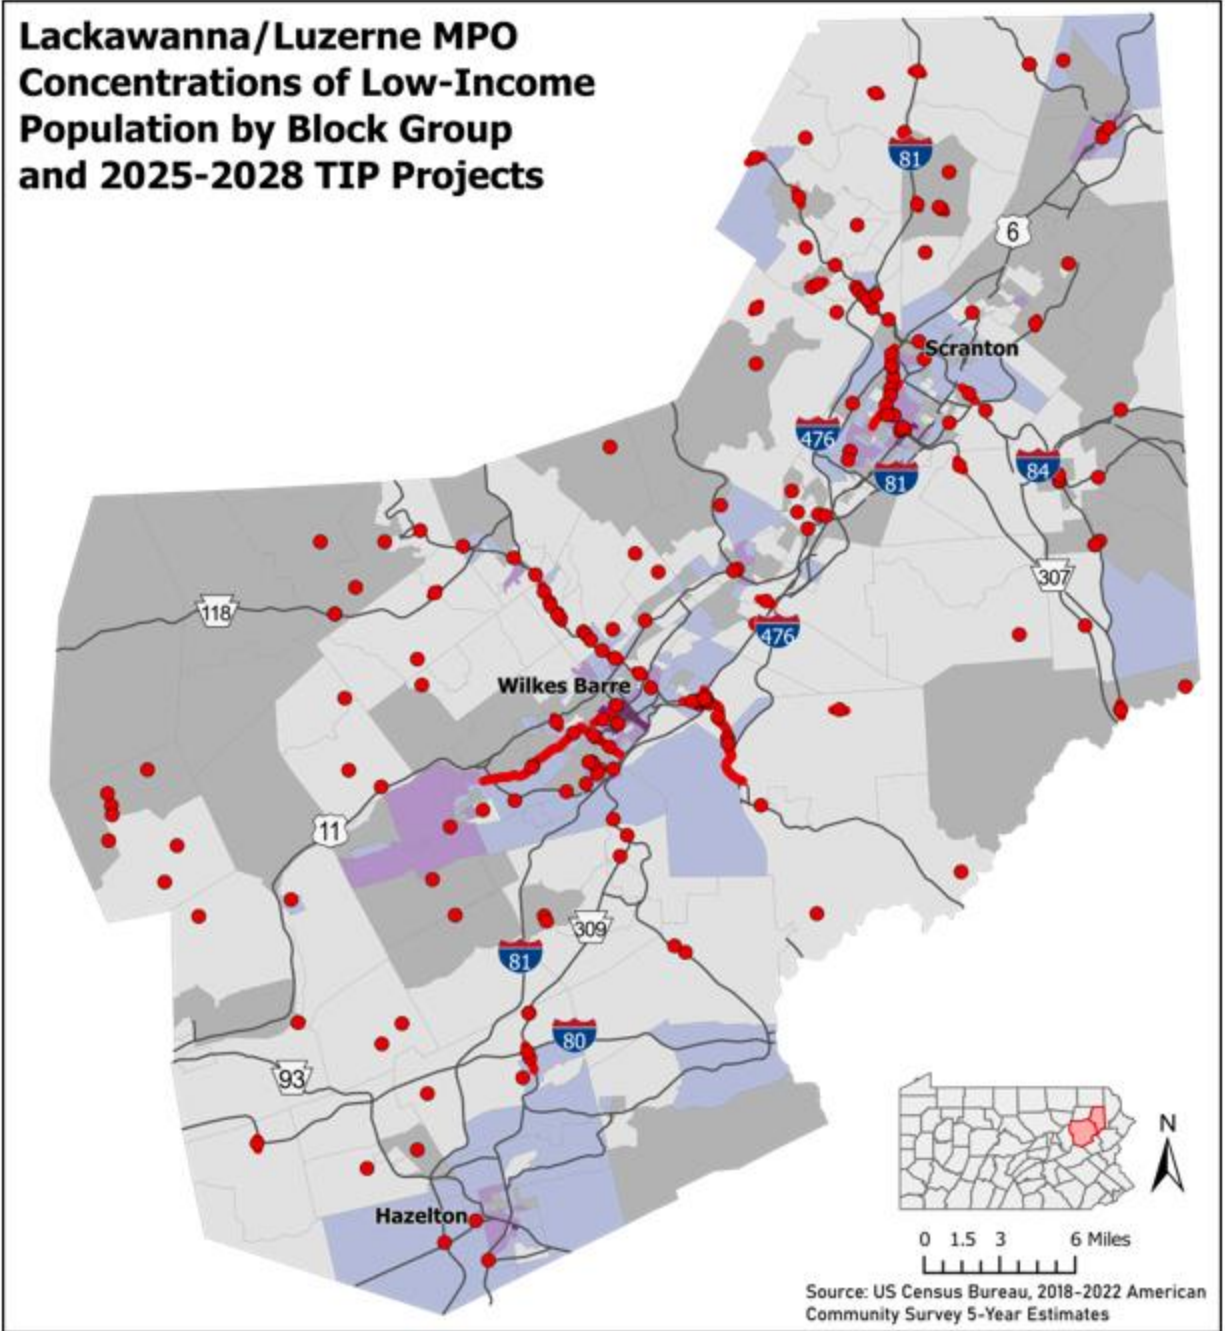 Lackawanna/Luzerne MPO
Concentrations of Low-Income
Population by Block Group
and 2025-2028 TIP Projects
81
6
Scranton
476
81
84
307
118
476
Wilkes Barre
11
309
81
80
93
Hazelton
N
0 1.5 3 6 Miles
Source: US Census Bureau, 2018-2022 American
Community Survey 5-Year Estimates